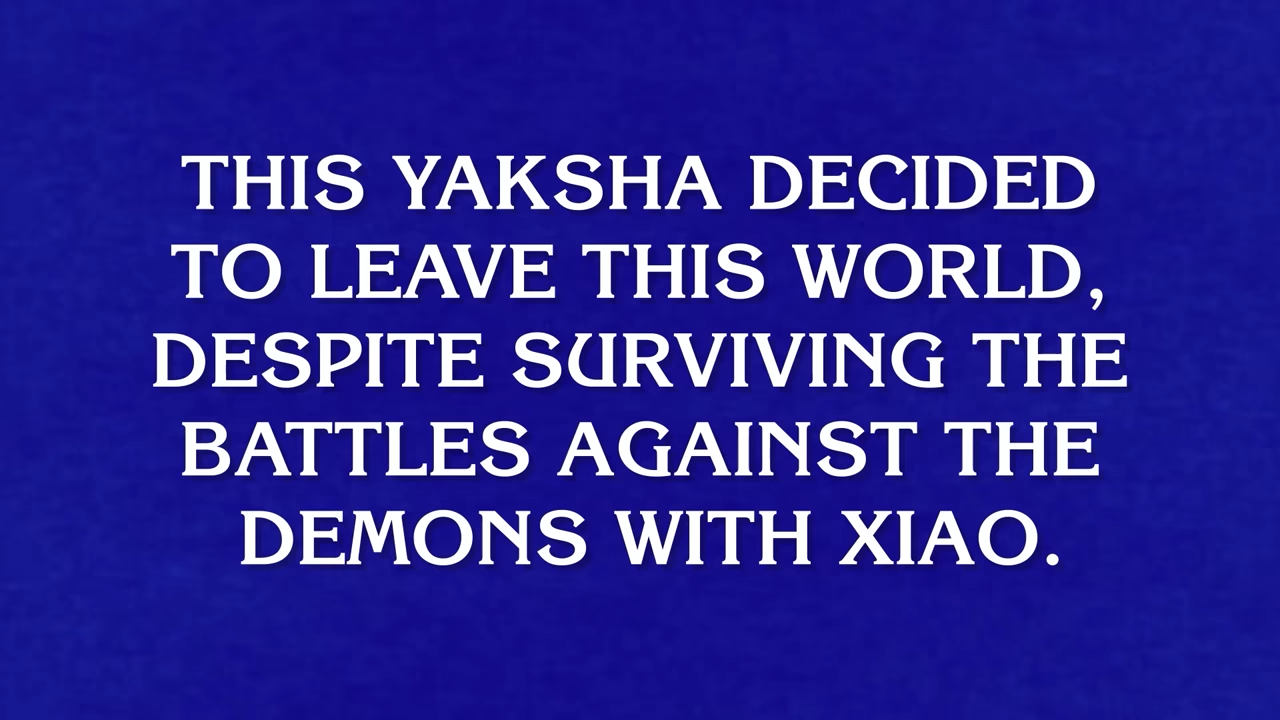 THIS YAKSHA DECIDED
TO LEAVE THIS WORLD,
DESPITE SURVIVING THE
BATTLES AGAINST THE
DEMONS WITH XIAO.